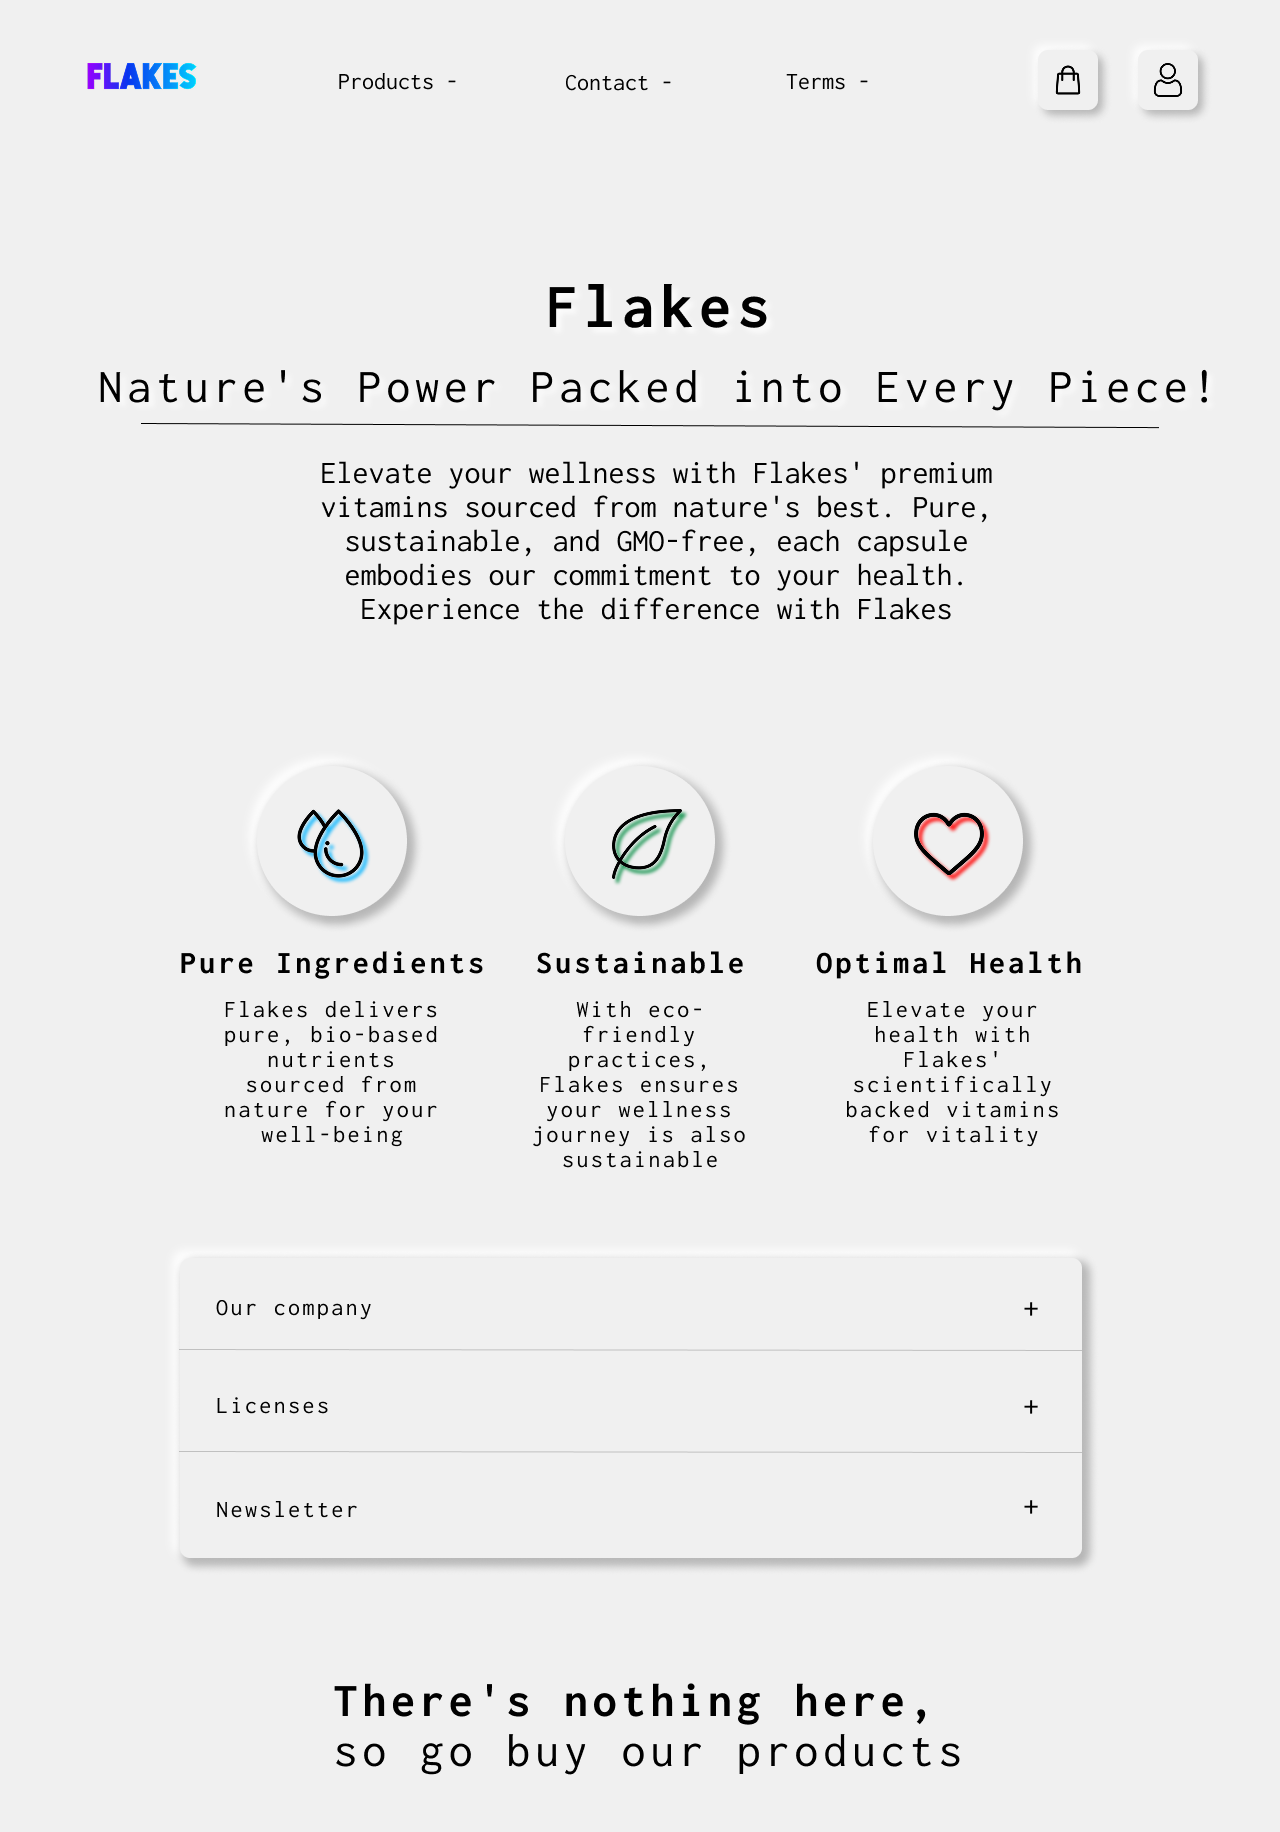 FLAKES
Products -
Contact -
Terms -
Flakes
Nature's Power Packed into Every Piece!
Elevate your wellness with Flakes' premium
vitamins sourced from nature's best. Pure,
sustainable, and GMO-free, each capsule
embodies our commitment to your health.
Experience the difference with Flakes
Pure Ingredients
Flakes delivers
pure, bio-based
nutrients
sourced from
nature for your
well-being
Sustainable
With eco-
friendly
practices,
Flakes ensures
your wellness
journey is also
sustainable
Optimal Health
Elevate your
health with
Flakes'
scientifically
backed vitamins
for vitality
Our company +
Licenses +
Newsletter +
There's nothing here,
so go buy our products